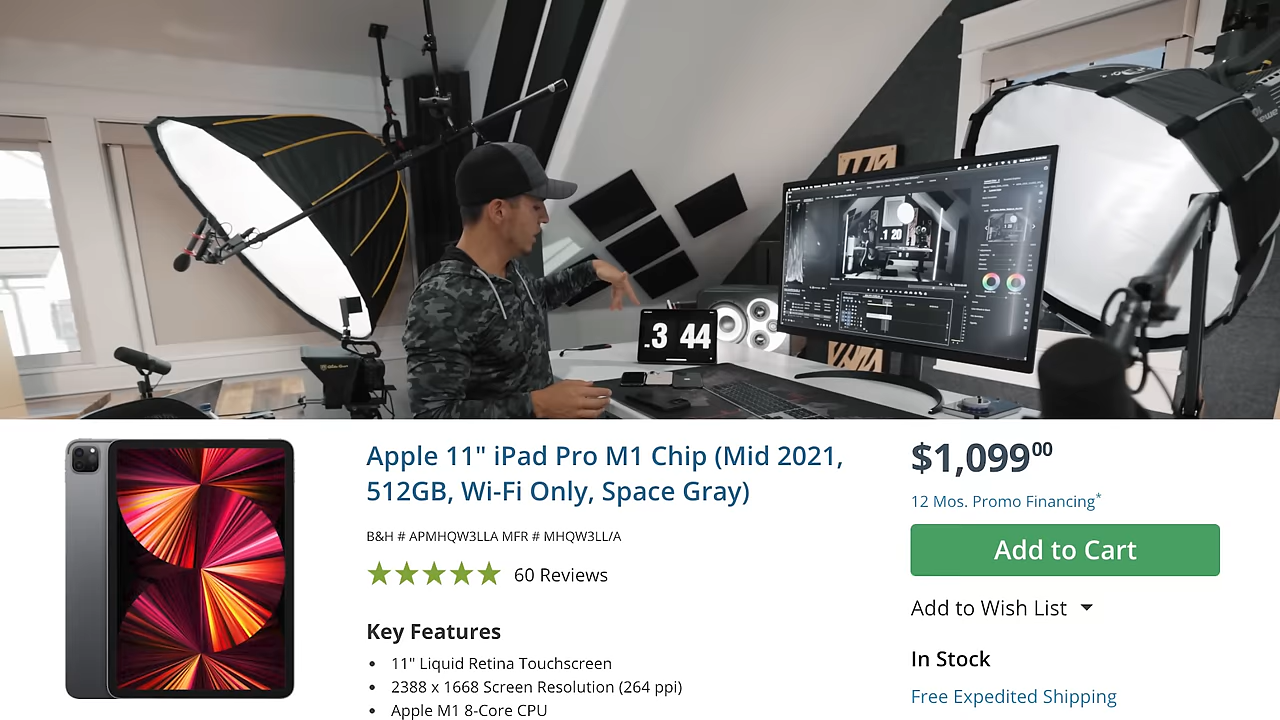 .3 44
.1 20
Apple 11" iPad Pro M1 Chip (Mid 2021,
512GB, Wi-Fi Only, Space Gray)
B&H # APMHQW3LLA MFR # MHQW3LL/A
60 Reviews
Key Features
11" Liquid Retina Touchscreen
2388 x 1668 Screen Resolution (264 ppi)
Apple M1 8-Core CPU
$1,099⁰⁰
12 Mos. Promo Financing*
Add to Cart
Add to Wish List
In Stock
Free Expedited Shipping